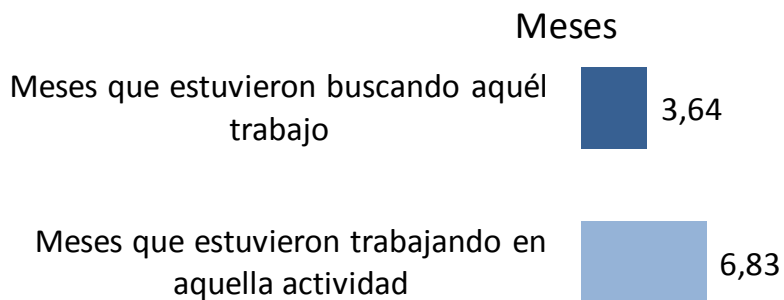 Meses
Meses que estuvieron buscando aquél
trabajo
3,64
Meses que estuvieron trabajando en
aquella actividad
6,83